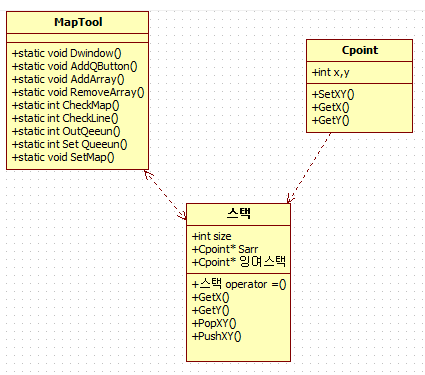 MapTool
+static void Dwindow()
+static void AddQButton()
+static void AddArray()
+static void RemoveArray()
+static int CheckMap()
+static int CheckLine()
+static int OutQeeun()
+static int Set Queeun()
+static void SetMap()
Cpoint
+int x,y
+SetXY()
+GetX()
+GetY()
스택
+int size
+Cpoint* Sarr
+Cpoint* 잉여스택
+스택 operator =()
+GetX()
+GetY()
+PopXY()
+PushXY()